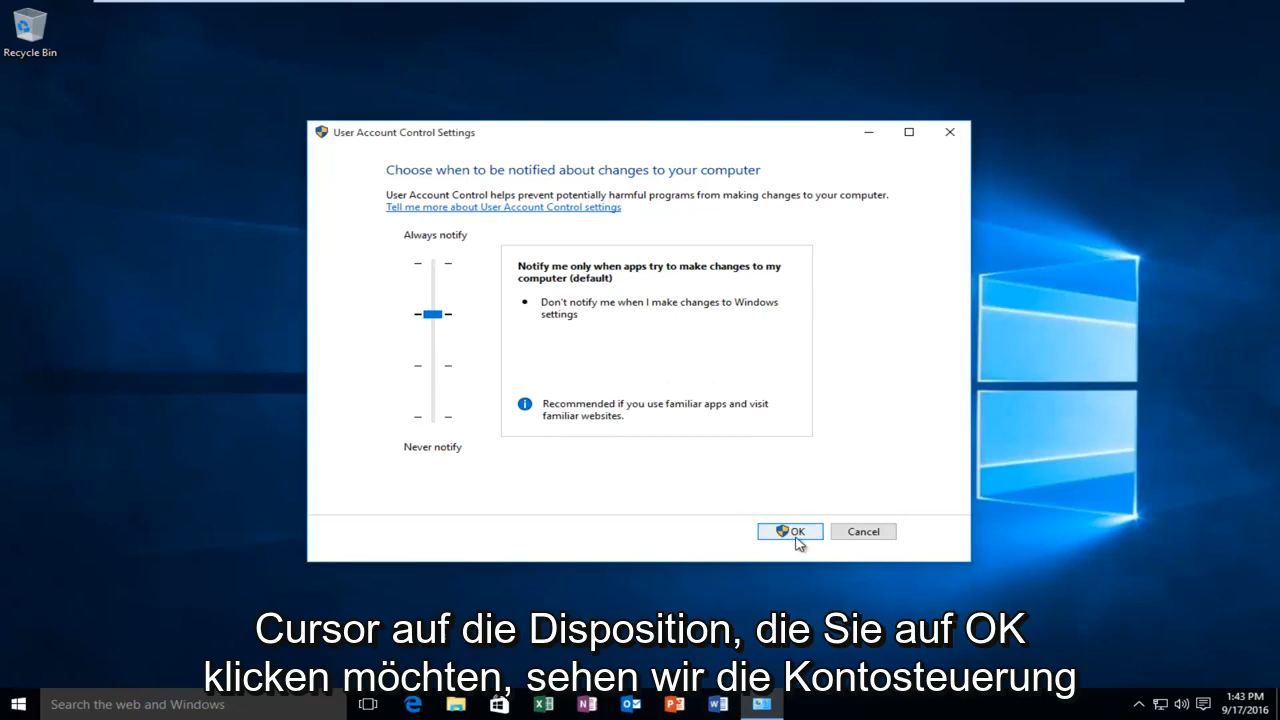 Recycle Bin
User Account Control Settings
Choose when to be notified about changes to your computer
User Account Control helps prevent potentially harmful programs from making changes to your computer.
Tell me more about User Account Control settings
Always notify
Notify me only when apps try to make changes to my
computer (default)
• Don't notify me when I make changes to Windows
settings
Recommended if you use familiar apps and visit
familiar websites.
Never notify
OK
Cancel
Cursor auf die Disposition, die Sie auf OK
klicken möchten, sehen wir die Kontosteuerung
Search the web and Windows
1:43 PM
9/17/2016